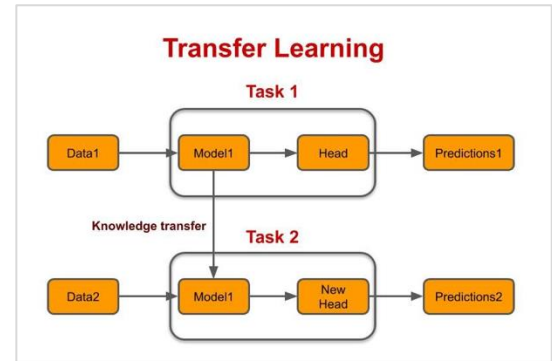 Transfer Learning
Task 1
Data1
Model1
Head
Predictions1
Knowledge transfer
Task 2
Data2
Model1
New
Head
Predictions2